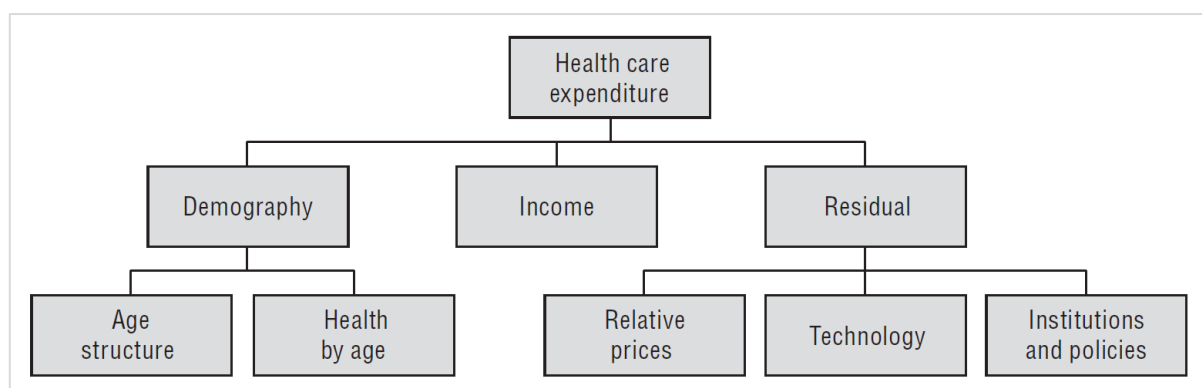 Health care
expenditure
Demography
Income
Residual
Age
structure
Health
by age
Relative
prices
Technology
Institutions
and policies